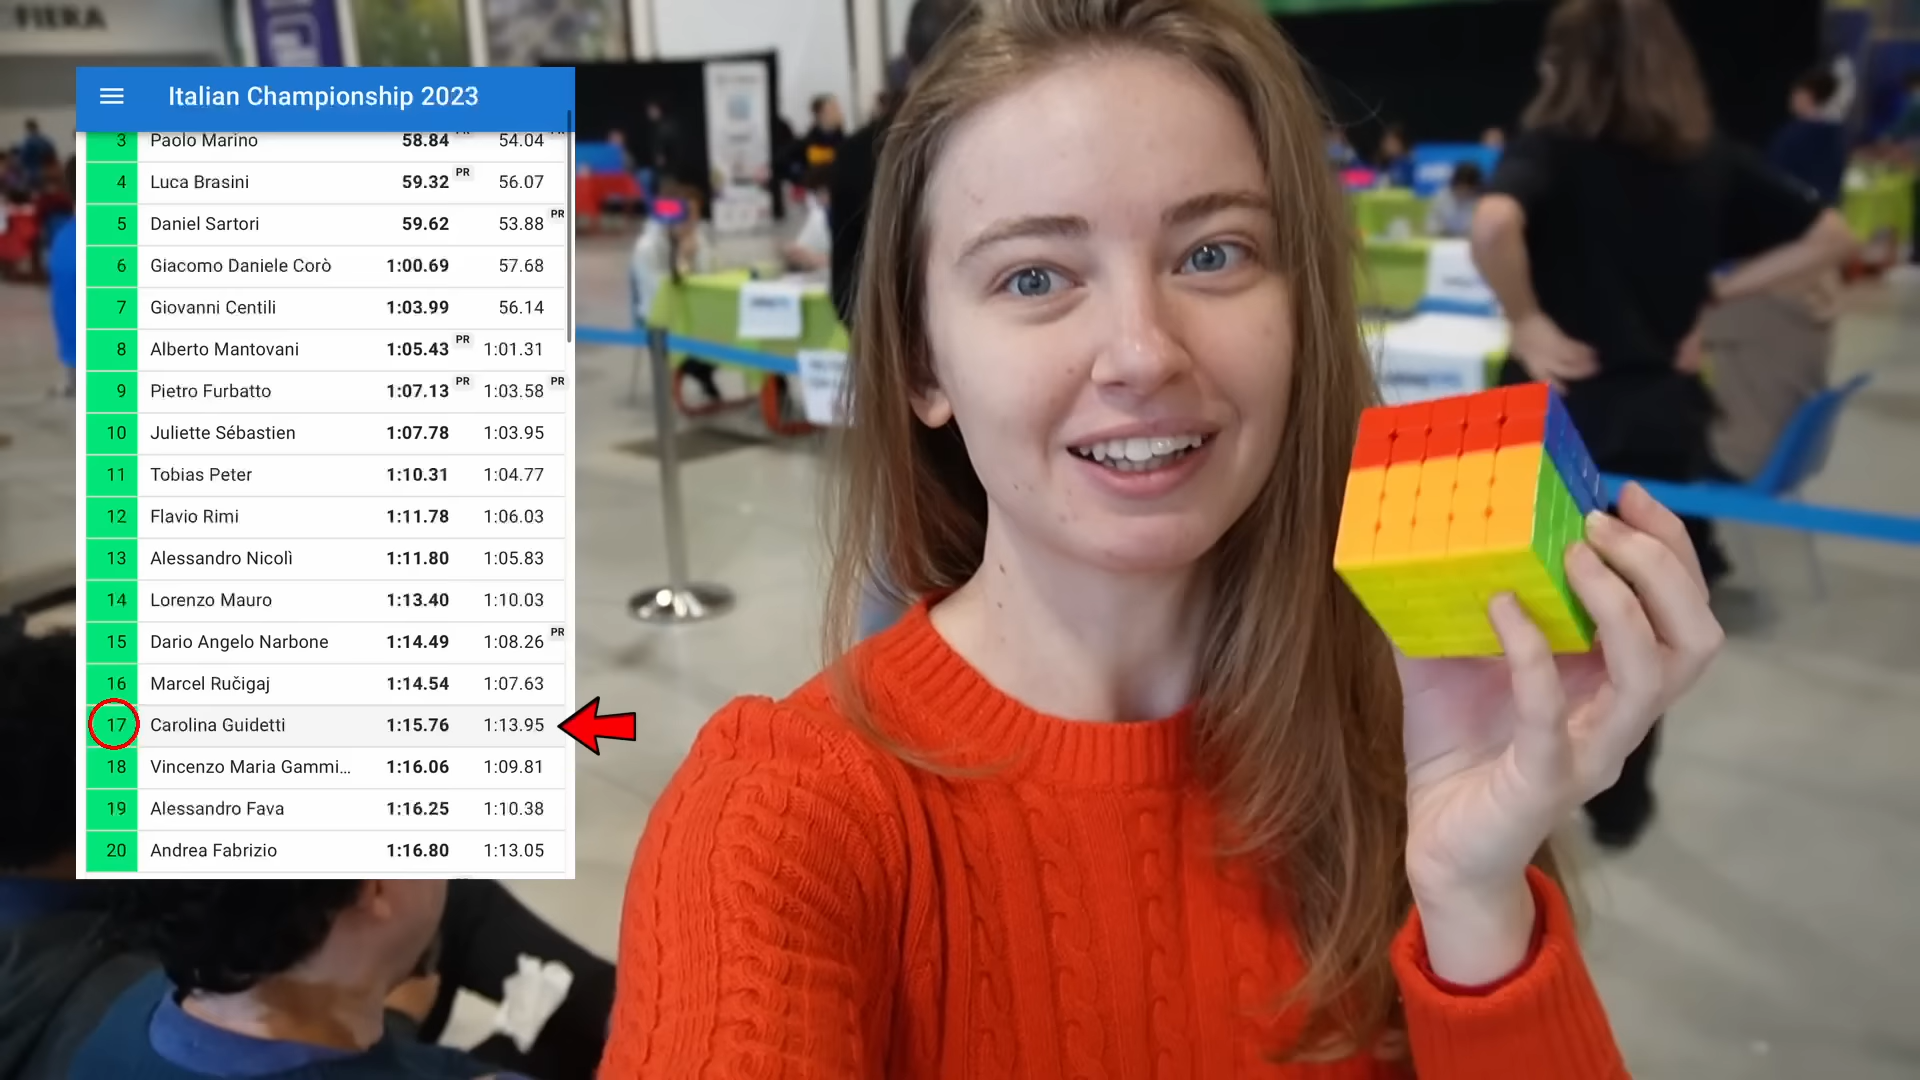 FIERA
Italian Championship 2023
3 Paolo Marino 58.84 PR 54.04 PR
4 Luca Brasini 59.32 PR 56.07
5 Daniel Sartori 59.62 53.88 PR
6 Giacomo Daniele Corò 1:00.69 57.68
7 Giovanni Centili 1:03.99 56.14
8 Alberto Mantovani 1:05.43 PR 1:01.31
9 Pietro Furbatto 1:07.13 PR 1:03.58 PR
10 Juliette Sébastien 1:07.78 1:03.95
11 Tobias Peter 1:10.31 1:04.77
12 Flavio Rimi 1:11.78 1:06.03
13 Alessandro Nicolì 1:11.80 1:05.83
14 Lorenzo Mauro 1:13.40 1:10.03
15 Dario Angelo Narbone 1:14.49 1:08.26 PR
16 Marcel Ručigaj 1:14.54 1:07.63
17 Carolina Guidetti 1:15.76 1:13.95
18 Vincenzo Maria Gammi... 1:16.06 1:09.81
19 Alessandro Fava 1:16.25 1:10.38
20 Andrea Fabrizio 1:16.80 1:13.05